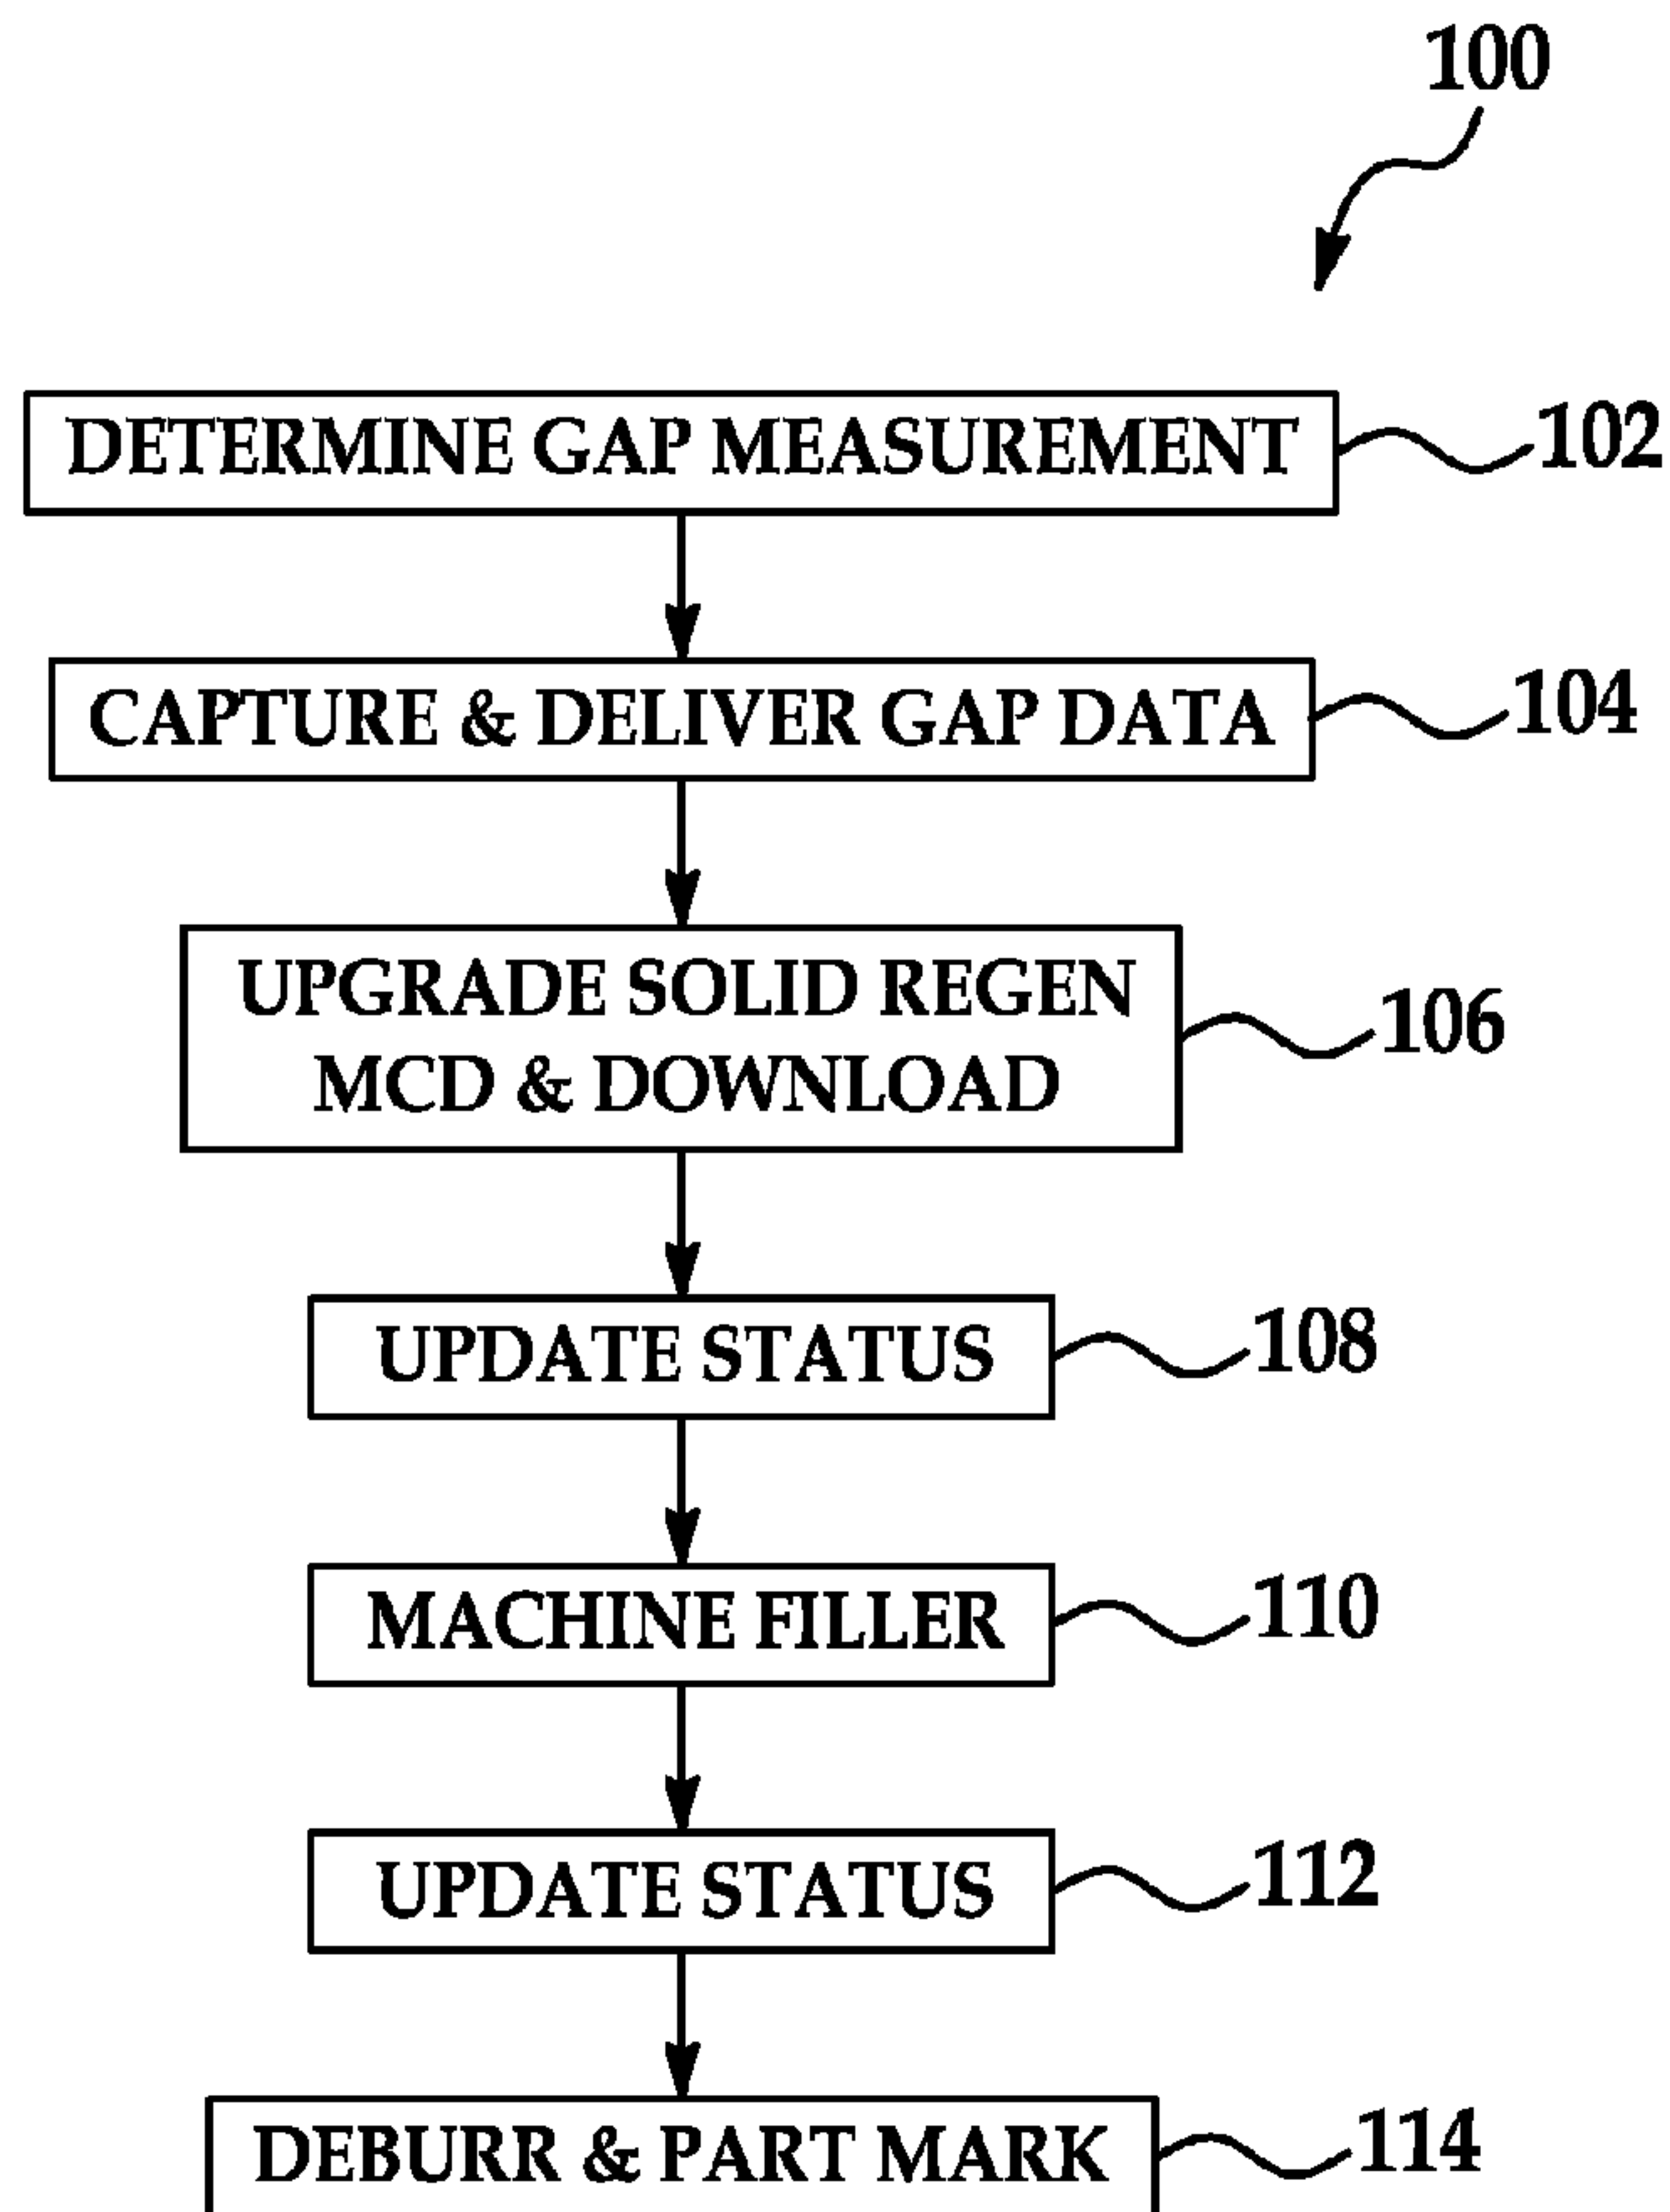 100
DETERMINE GAP MEASUREMENT
102
CAPTURE & DELIVER GAP DATA
104
UPGRADE SOLID REGEN
MCD & DOWNLOAD
106
UPDATE STATUS
108
MACHINE FILLER
110
UPDATE STATUS
112
DEBURR & PART MARK
114